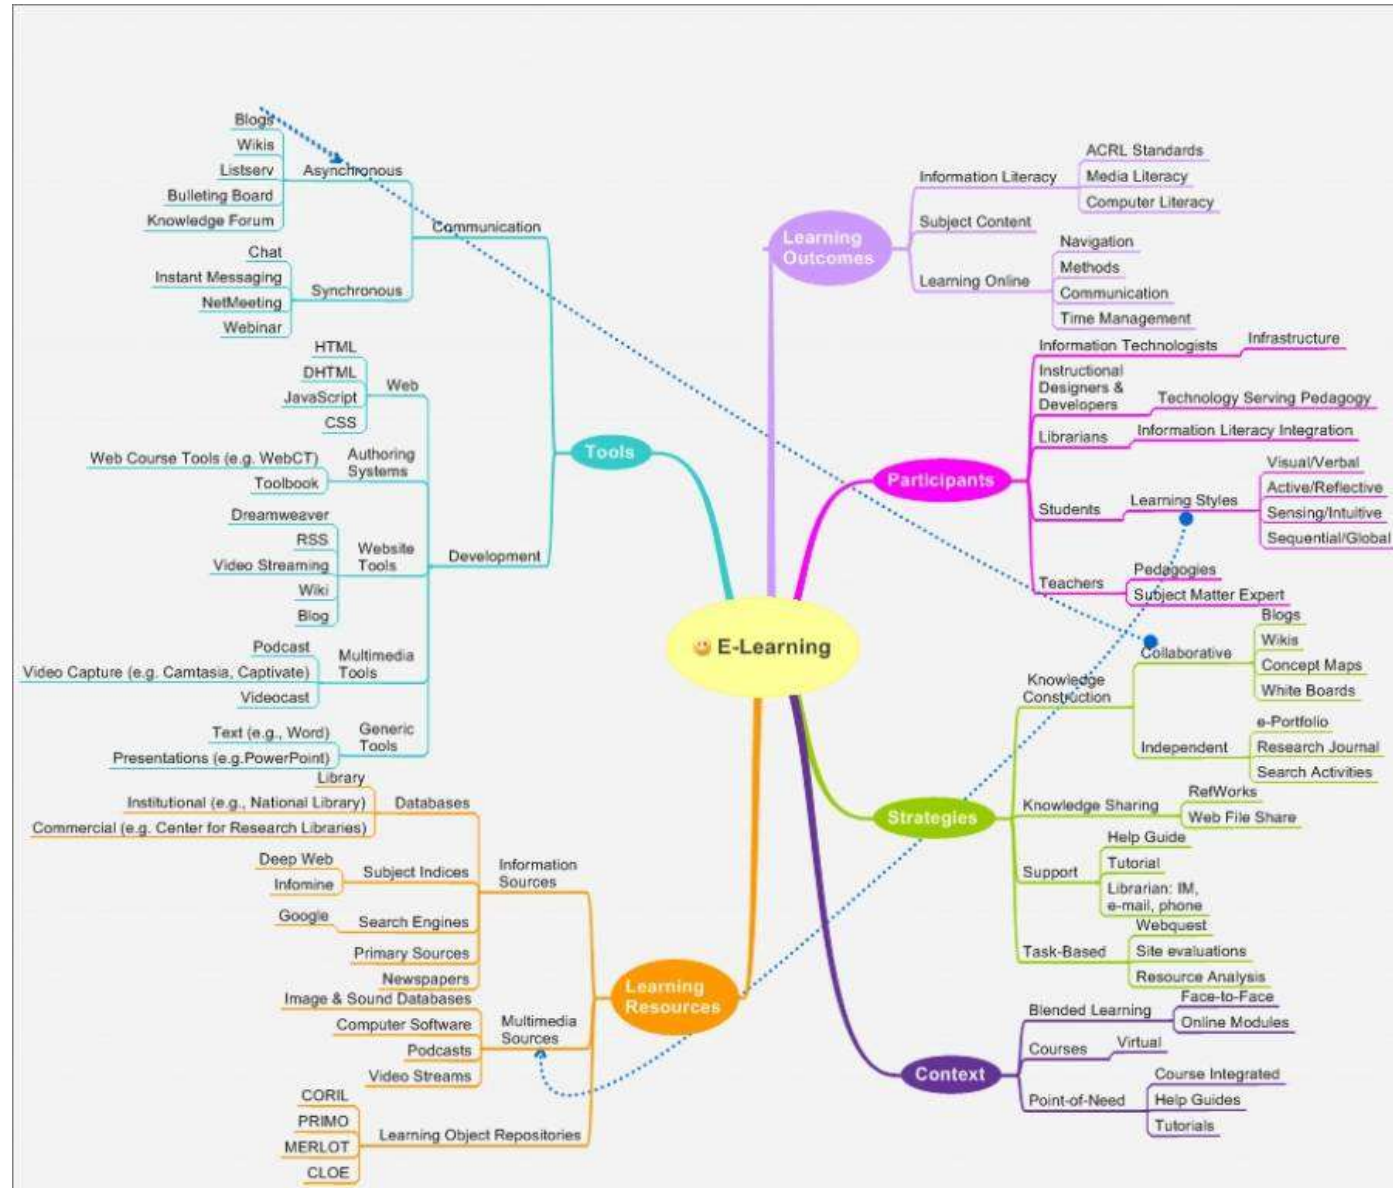 E-Learning
Tools
Communication
Asynchronous
Blogs
Wikis
Listserv
Bulleting Board
Knowledge Forum
Synchronous
Chat
Instant Messaging
NetMeeting
Webinar
Development
Web
HTML
DHTML
JavaScript
CSS
Authoring
Systems
Web Course Tools (e.g. WebCT)
Toolbook
Website
Tools
Dreamweaver
RSS
Video Streaming
Wiki
Blog
Multimedia
Tools
Podcast
Video Capture (e.g. Camtasia, Captivate)
Videocast
Generic
Tools
Text (e.g., Word)
Presentations (e.g.PowerPoint)
Learning
Resources
Information
Sources
Databases
Library
Institutional (e.g., National Library)
Commercial (e.g. Center for Research Libraries)
Subject Indices
Deep Web
Infomine
Search Engines
Google
Primary Sources
Newspapers
Multimedia
Sources
Image & Sound Databases
Computer Software
Podcasts
Video Streams
Learning Object Repositories
CORIL
PRIMO
MERLOT
CLOE
Learning
Outcomes
Information Literacy
ACRL Standards
Media Literacy
Computer Literacy
Subject Content
Learning Online
Navigation
Methods
Communication
Time Management
Participants
Information Technologists
Infrastructure
Instructional
Designers &
Developers
Technology Serving Pedagogy
Librarians
Information Literacy Integration
Students
Learning Styles
Visual/Verbal
Active/Reflective
Sensing/Intuitive
Sequential/Global
Teachers
Pedagogies
Subject Matter Expert
Strategies
Knowledge
Construction
Collaborative
Blogs
Wikis
Concept Maps
White Boards
Independent
e-Portfolio
Research Journal
Search Activities
Knowledge Sharing
RefWorks
Web File Share
Support
Help Guide
Tutorial
Librarian: IM,
e-mail, phone
Task-Based
Webquest
Site evaluations
Resource Analysis
Context
Blended Learning
Face-to-Face
Online Modules
Courses
Virtual
Point-of-Need
Course Integrated
Help Guides
Tutorials